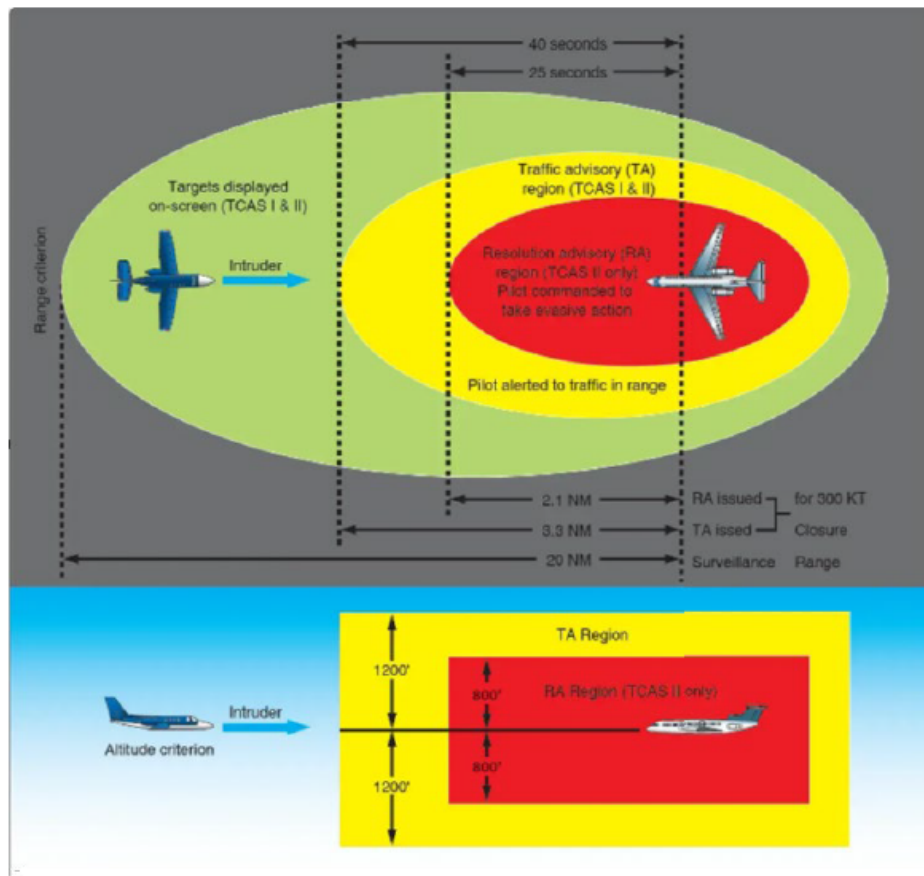 40 seconds
25 seconds
Traffic advisory (TA)
region (TCAS I & II)
Targets displayed
on-screen (TCAS I & II)
Intruder
Range criterion
Resolution advisory (RA)
region (TCAS II only)
Pilot commanded to
take evasive action
Pilot alerted to traffic in range
2.1 NM RA issued for 300 KT
3.3 NM TA issed Closure
20 NM Surveillance Range
TA Region
1200'
800'
RA Region (TCAS II only)
Intruder
Altitude criterion
800'
1200'